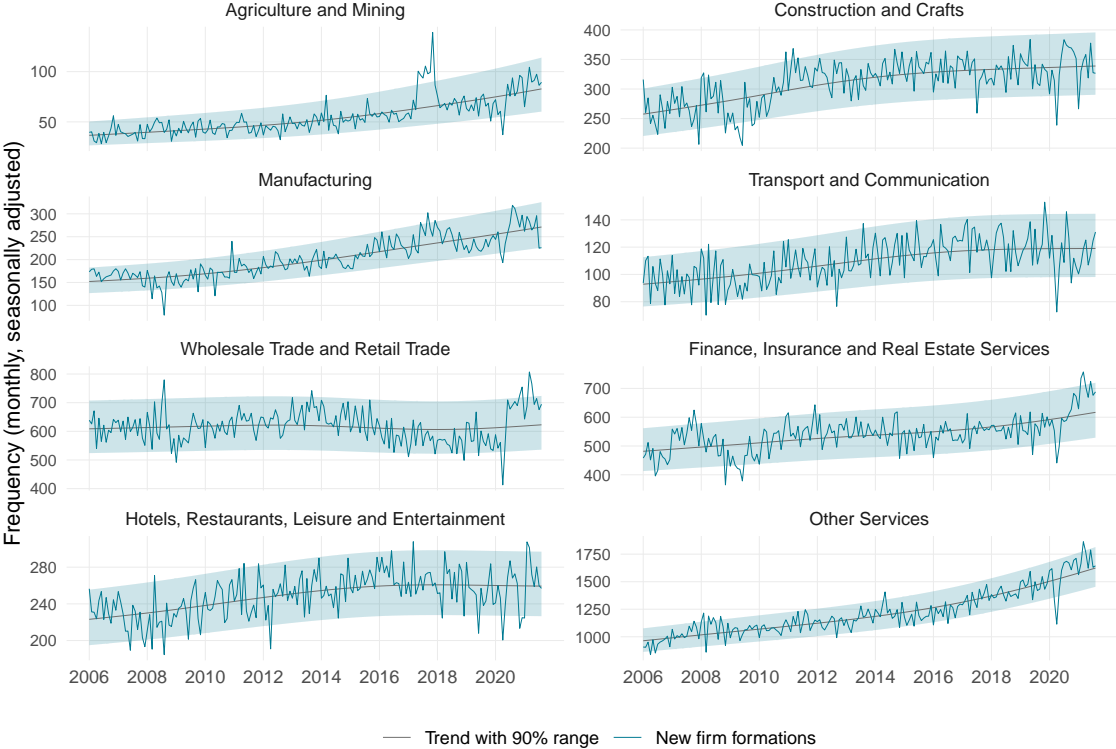 Frequency (monthly, seasonally adjusted)
Agriculture and Mining
100
50
Construction and Crafts
400
350
300
250
200
Manufacturing
300
250
200
150
100
Transport and Communication
140
120
100
80
Wholesale Trade and Retail Trade
800
700
600
500
400
Finance, Insurance and Real Estate Services
700
600
500
400
Hotels, Restaurants, Leisure and Entertainment
280
240
200
2006 2008 2010 2012 2014 2016 2018 2020
Other Services
1750
1500
1250
1000
2006 2008 2010 2012 2014 2016 2018 2020
Trend with 90% range New firm formations